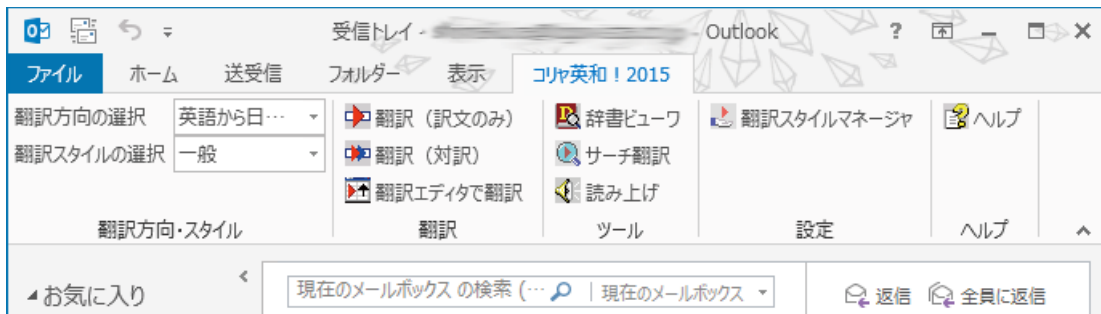 受信トレイ - - Outlook
ファイル ホーム 送受信 フォルダー 表示 コリャ英和！2015
翻訳方向の選択 英語から日… 翻訳（訳文のみ） 辞書ビューワ 翻訳スタイルマネージャ ヘルプ
翻訳スタイルの選択 一般 翻訳（対訳） サーチ翻訳
翻訳エディタで翻訳 読み上げ
翻訳方向・スタイル 翻訳 ツール 設定 ヘルプ
お気に入り 現在のメールボックス の検索 (… 現在のメールボックス 返信 全員に返信